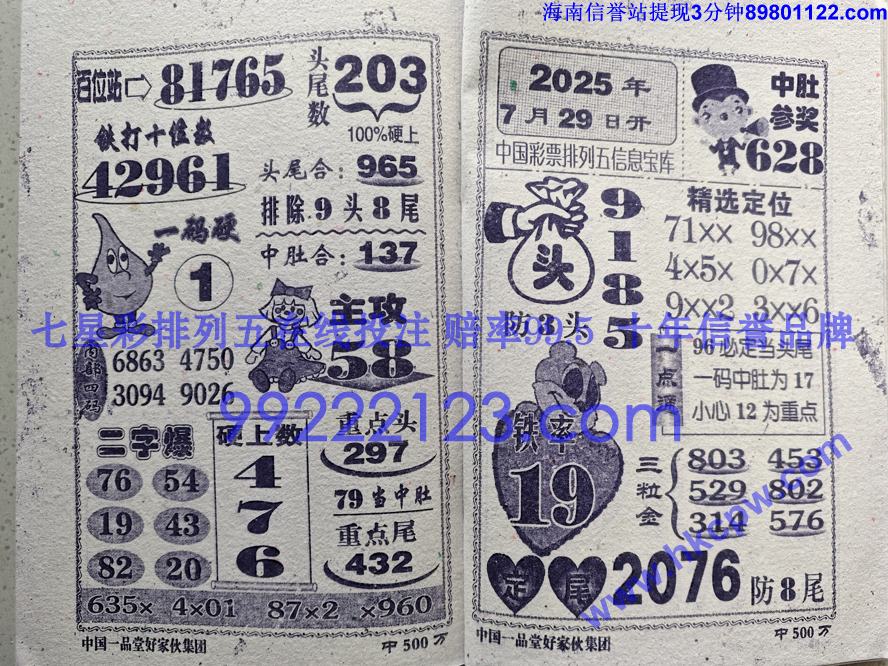 海南信誉站提现3分钟89801122.com
百位站 81765
头尾数 203
100%硬上
铁打十位数
42961
头尾合：965
排除.9头8尾
中肚合：137
一码硬
1
主攻
58
内部四码
6863 4750
3094 9026
二字爆
76 54
19 43
82 20
硬上数
4
7
6
重点头
297
79当中肚
重点尾
432
635× 4×01 87×2 ×960
中国一品堂好家伙集团 中500万
2025年
7月29日开
中国彩票排列五信息宝库
中肚参奖
628
头
9
1
8
5
防3头
精选定位
71×× 98××
4×5× 0×7×
9××2 3××6
96必定当头尾
一码中肚为17
小心12为重点
铁率
19
三粒金
803 453
529 802
314 576
定尾 2076 防8尾
中国一品堂好家伙集团 中500万
七星彩排列五在线投注 赔率99.5 十年信誉品牌
99222123.com